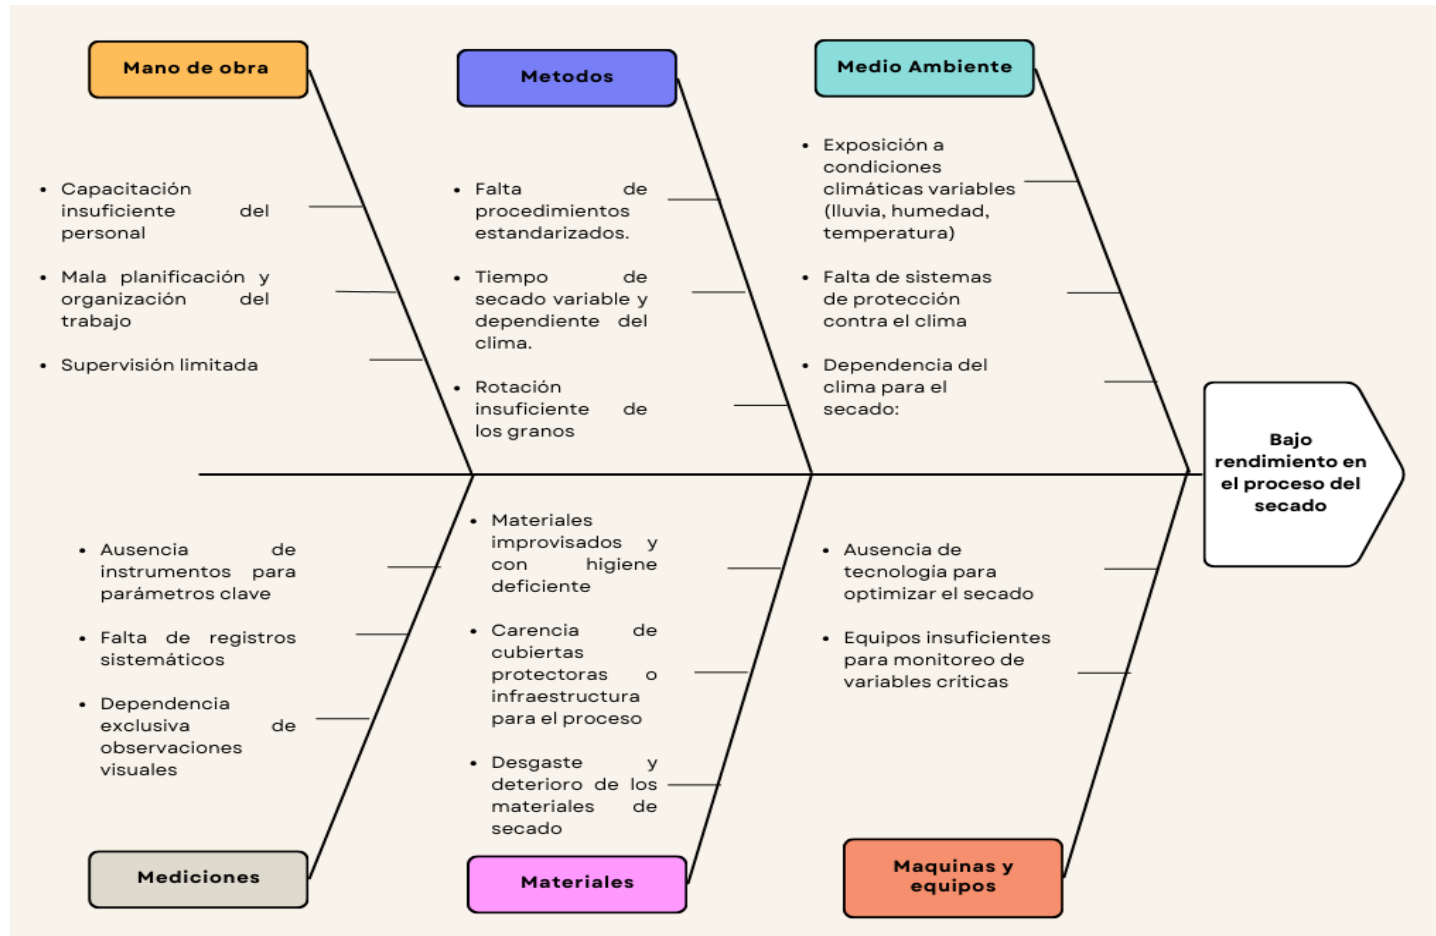 Mano de obra
Capacitación
insuficiente del
personal
Mala planificación y
organización del
trabajo
Supervisión limitada
Metodos
Falta de
procedimientos
estandarizados.
Tiempo de
secado variable y
dependiente del
clima.
Rotación
insuficiente de
los granos
Medio Ambiente
Exposición a
condiciones
climáticas variables
(lluvia, humedad,
temperatura)
Falta de sistemas
de protección
contra el clima
Dependencia del
clima para el
secado:
Bajo
rendimiento en
el proceso del
secado
Ausencia de
instrumentos para
parámetros clave
Falta de registros
sistemáticos
Dependencia
exclusiva de
observaciones
visuales
Mediciones
Materiales
improvisados y
con higiene
deficiente
Carencia de
cubiertas
protectoras o
infraestructura
para el proceso
Desgaste y
deterioro de los
materiales de
secado
Materiales
Ausencia de
tecnologia para
optimizar el secado
Equipos insuficientes
para monitoreo de
variables críticas
Maquinas y
equipos